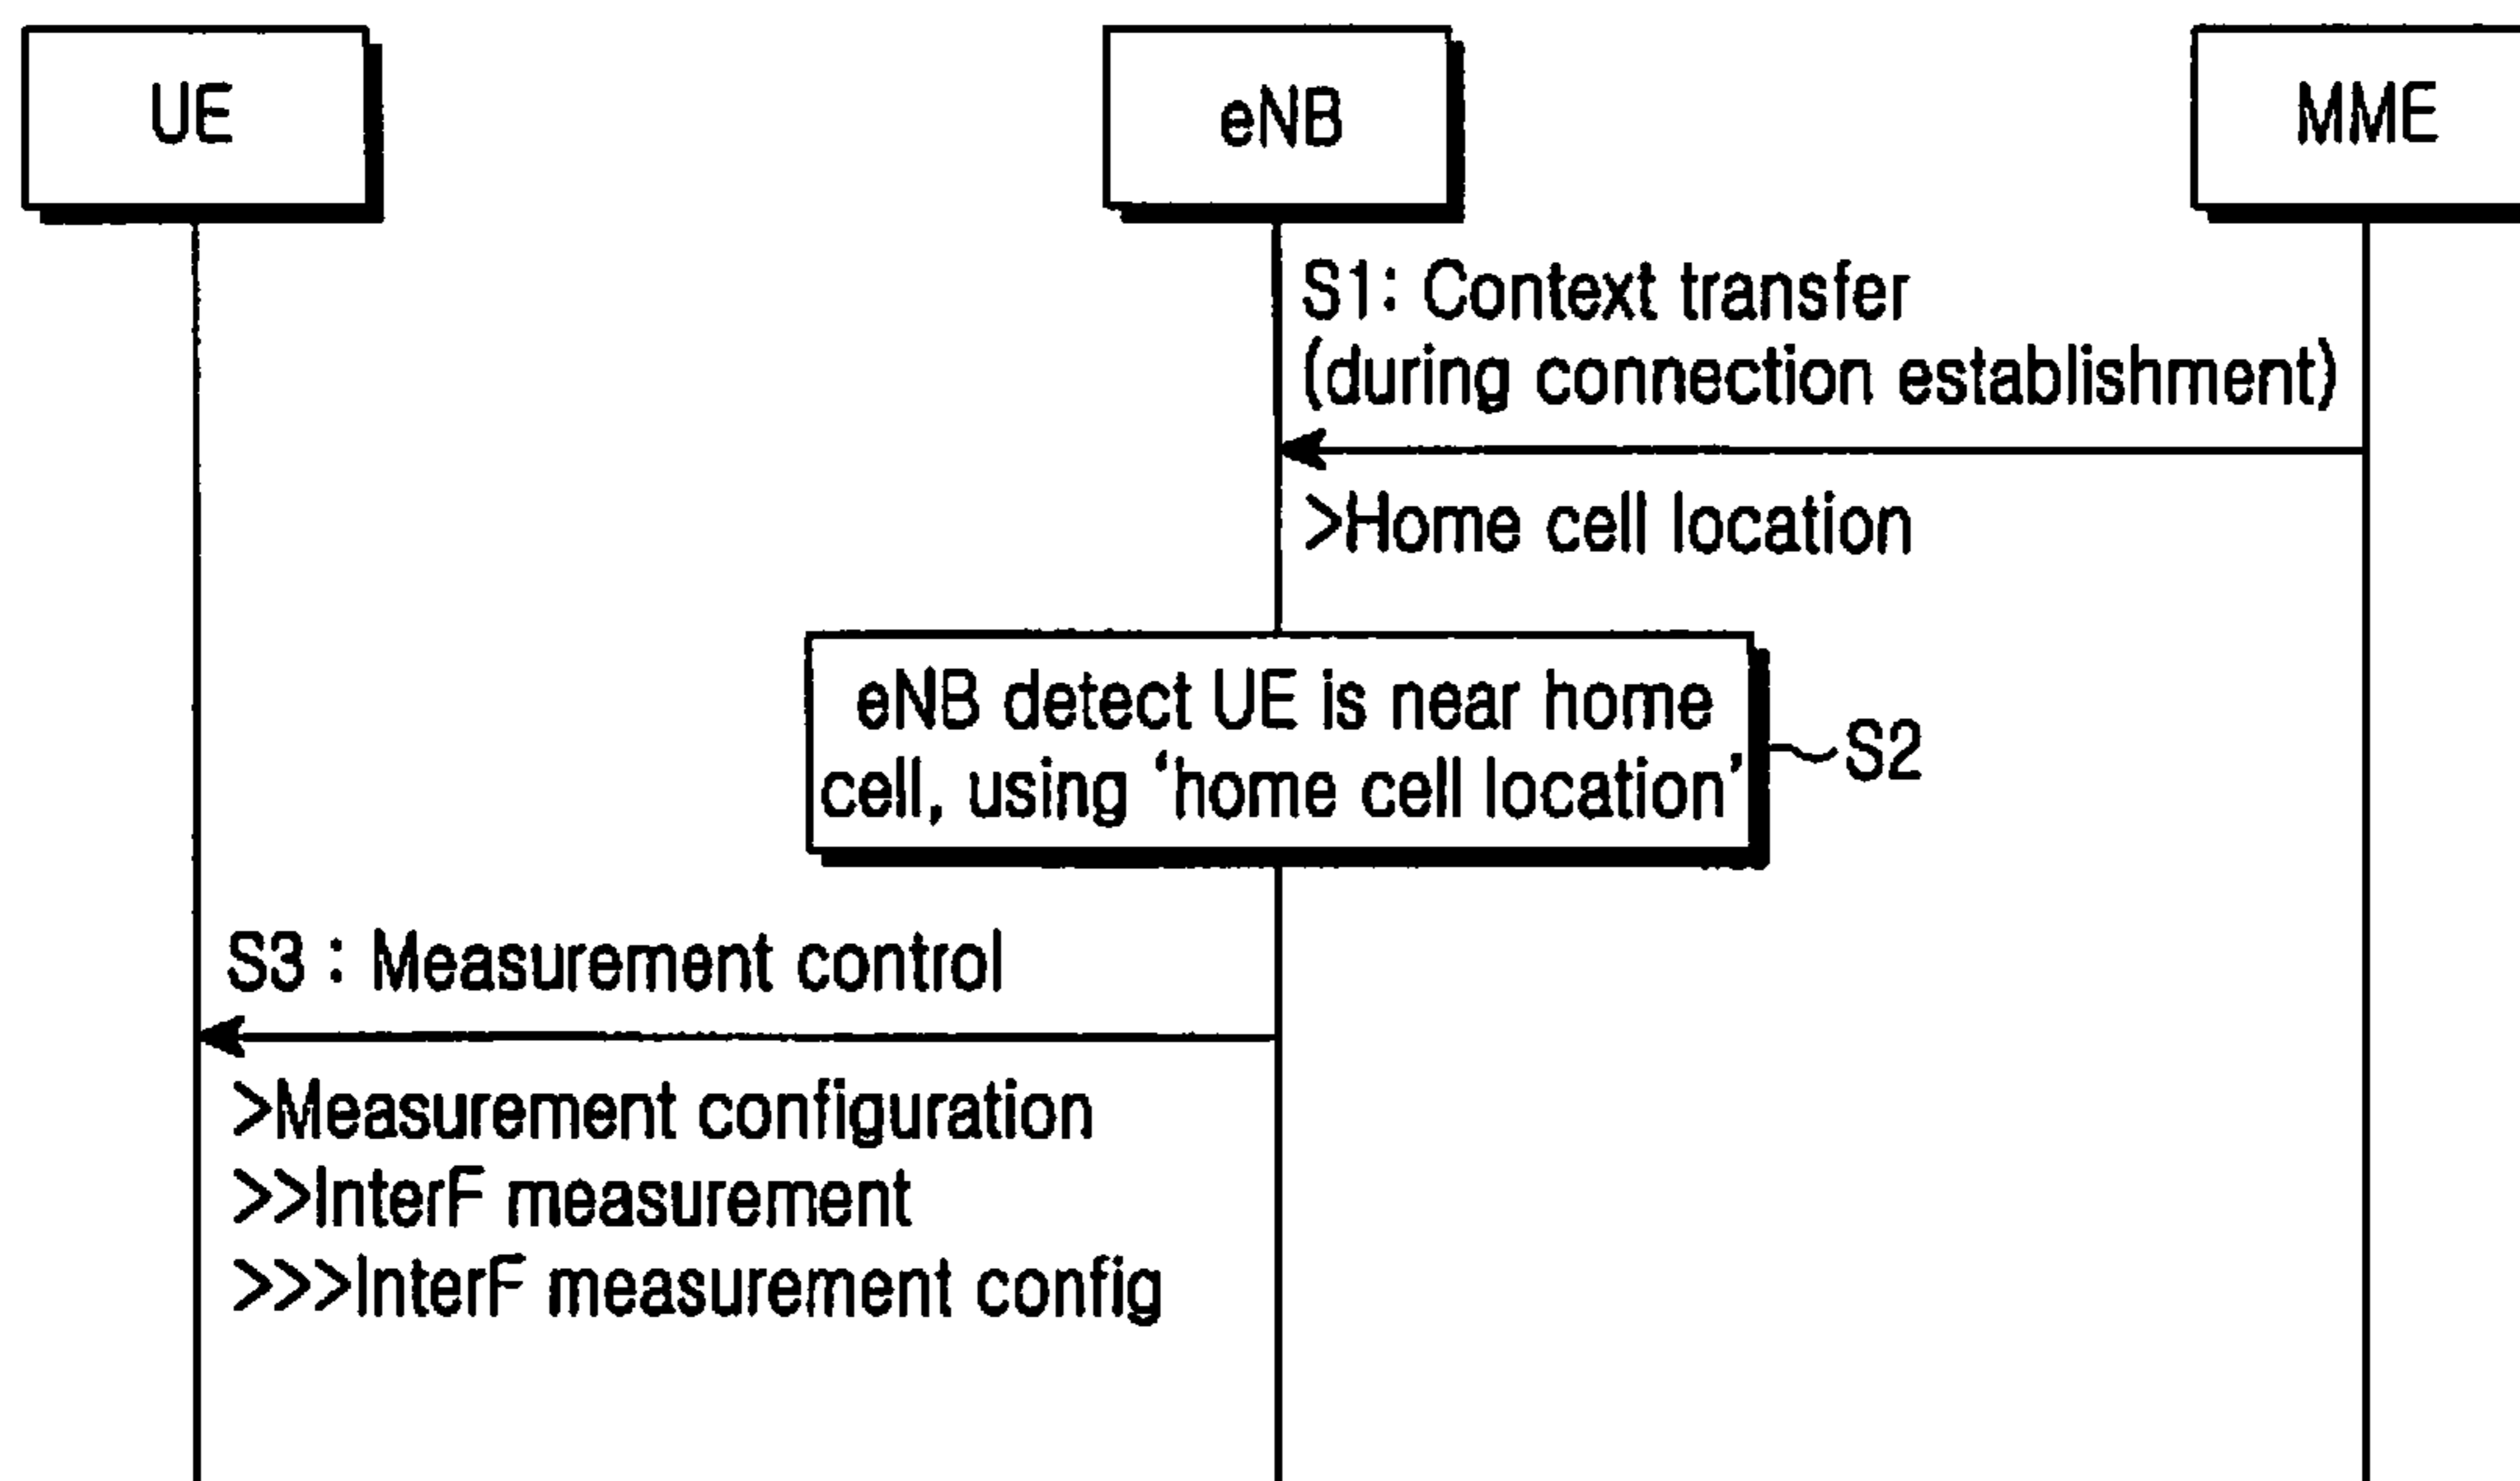 UE
eNB
MME
S1: Context transfer
(during connection establishment)
>Home cell location
eNB detect UE is near home
cell, using ‘home cell location’
S2
S3 : Measurement control
>Measurement configuration
>>InterF measurement
>>>InterF measurement config